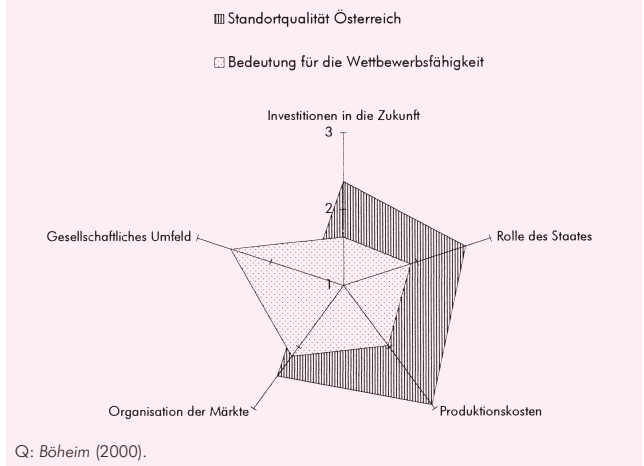 Standortqualität Österreich
Bedeutung für die Wettbewerbsfähigkeit
Investitionen in die Zukunft
3
2
Gesellschaftliches Umfeld
Rolle des Staates
1
Organisation der Märkte
Produktionskosten
Q: Böheim (2000).